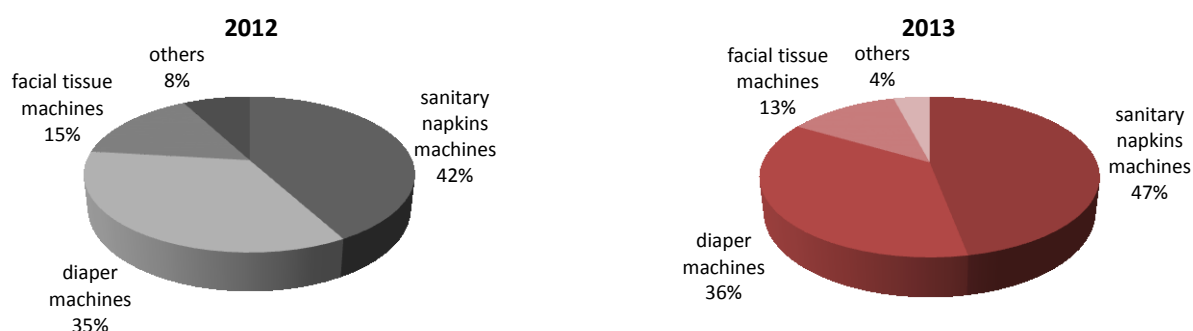 2012
others
8%
facial tissue
machines
15%
sanitary
napkins
machines
42%
diaper
machines
35%
2013
others
4%
facial tissue
machines
13%
sanitary
napkins
machines
47%
diaper
machines
36%